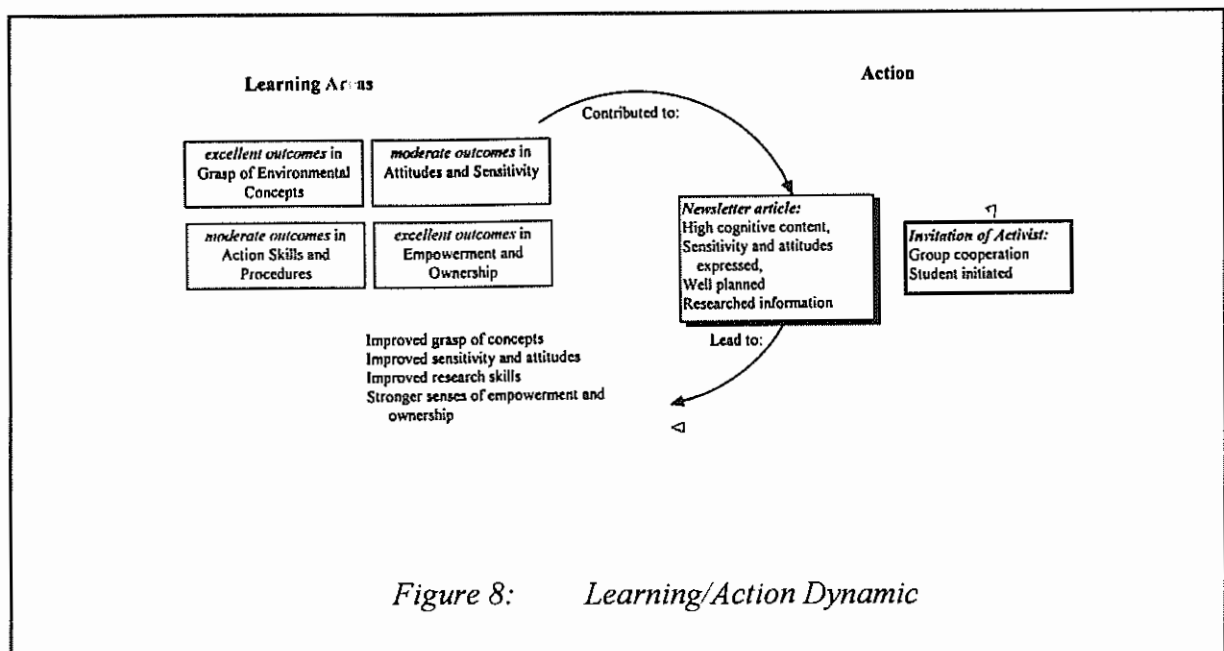 Learning Areas
Action
Contributed to:
excellent outcomes in
Grasp of Environmental
Concepts
moderate outcomes in
Attitudes and Sensitivity
moderate outcomes in
Action Skills and
Procedures
excellent outcomes in
Empowerment and
Ownership
Newsletter article:
High cognitive content,
Sensitivity and attitudes
expressed,
Well planned
Researched information
Invitation of Activist:
Group cooperation
Student initiated
Lead to:
Improved grasp of concepts
Improved sensitivity and attitudes
Improved research skills
Stronger senses of empowerment and
ownership
Figure 8: Learning/Action Dynamic